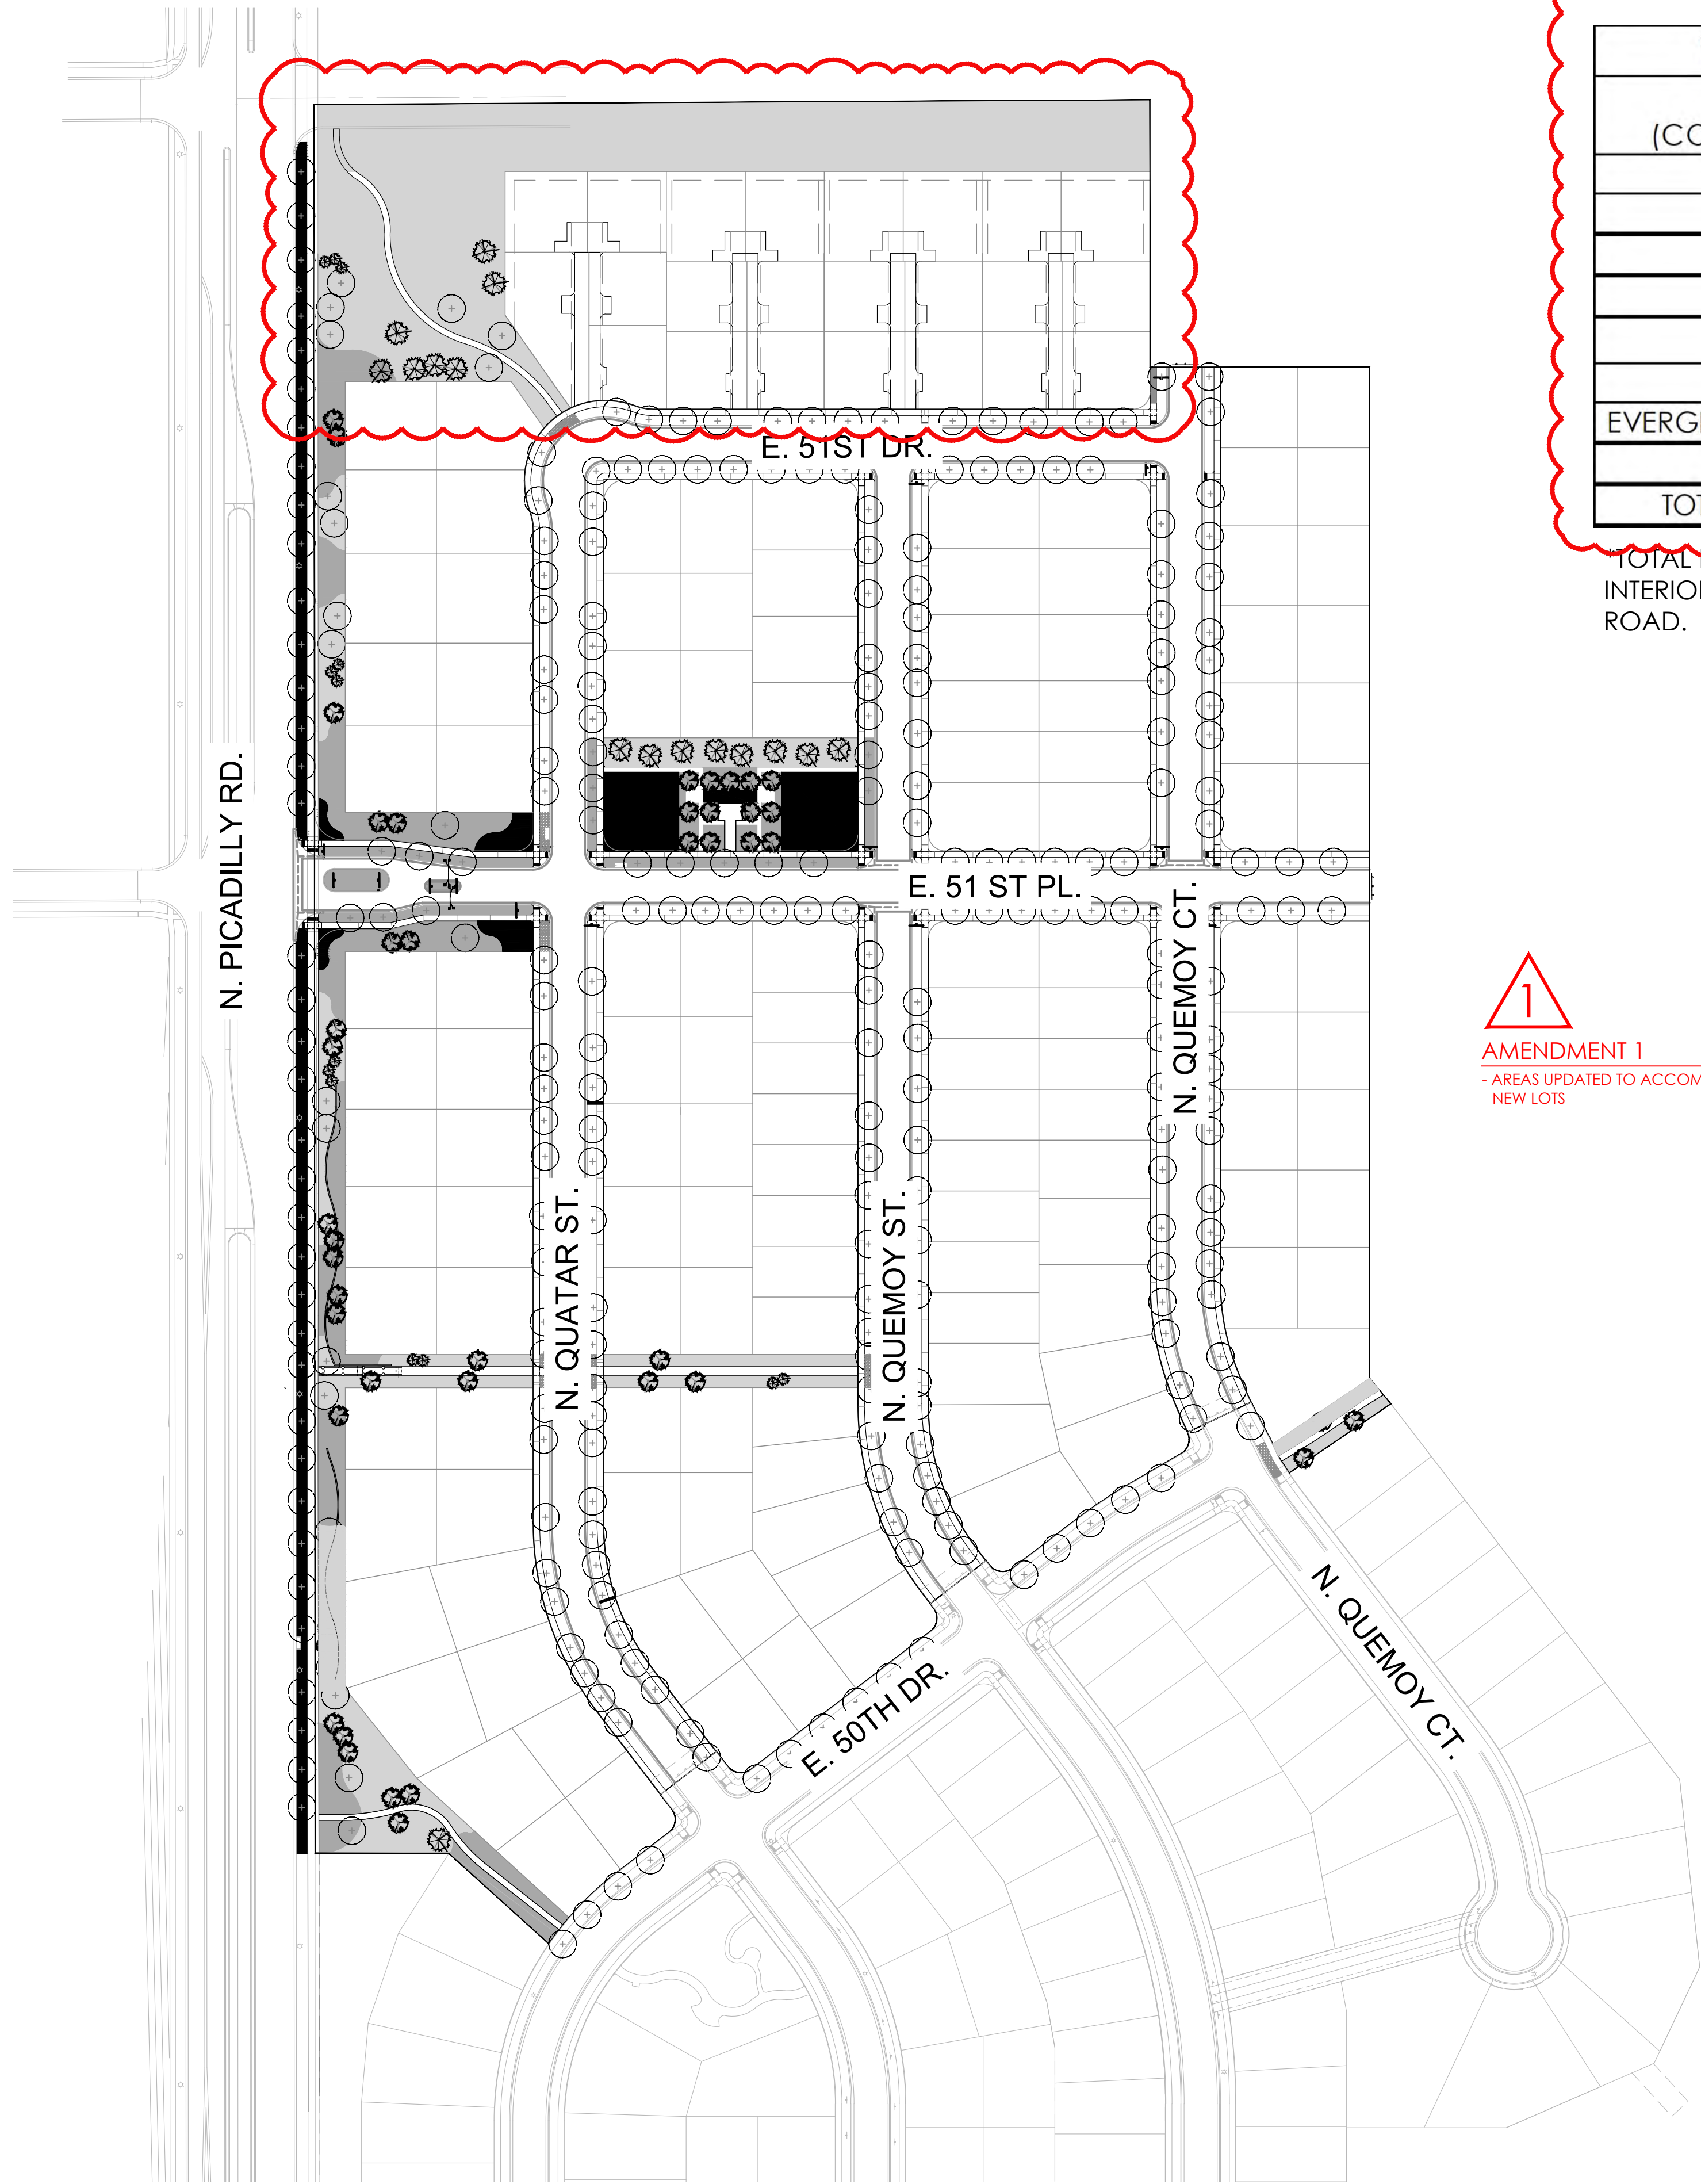 (CO
EVERG
TOT
*TOTAL
INTERIO
ROAD.
E. 51ST DR.
N. PICADILLY RD.
E. 51 ST PL.
N. QUEMOY CT.
1
AMENDMENT 1
- AREAS UPDATED TO ACCOM
NEW LOTS
N. QUATAR ST.
N. QUEMOY ST.
N. QUEMOY CT.
E. 50TH DR.